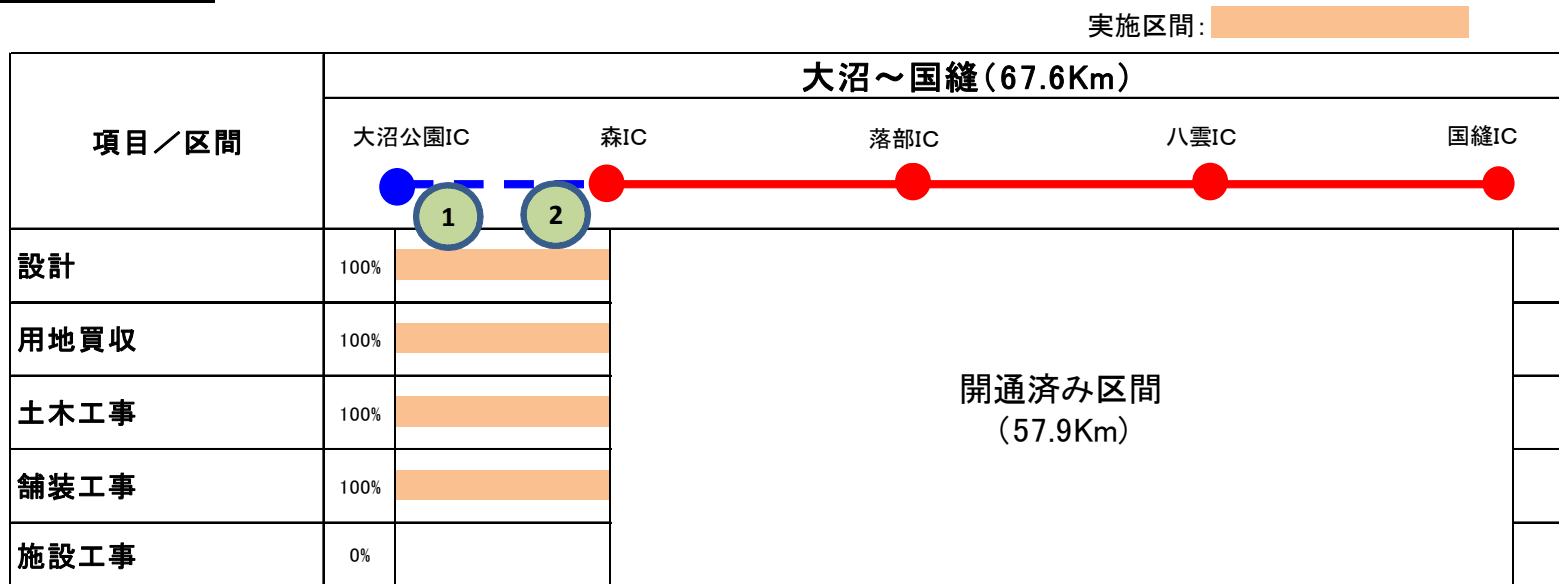 実施区間:
大沼～国縫(67.6Km)
項目／区間
大沼公園IC 森IC 落部IC 八雲IC 国縫IC
1 2
設計 100%
用地買収 100%
開通済み区間
(57.9Km)
土木工事 100%
舗装工事 100%
施設工事 0%